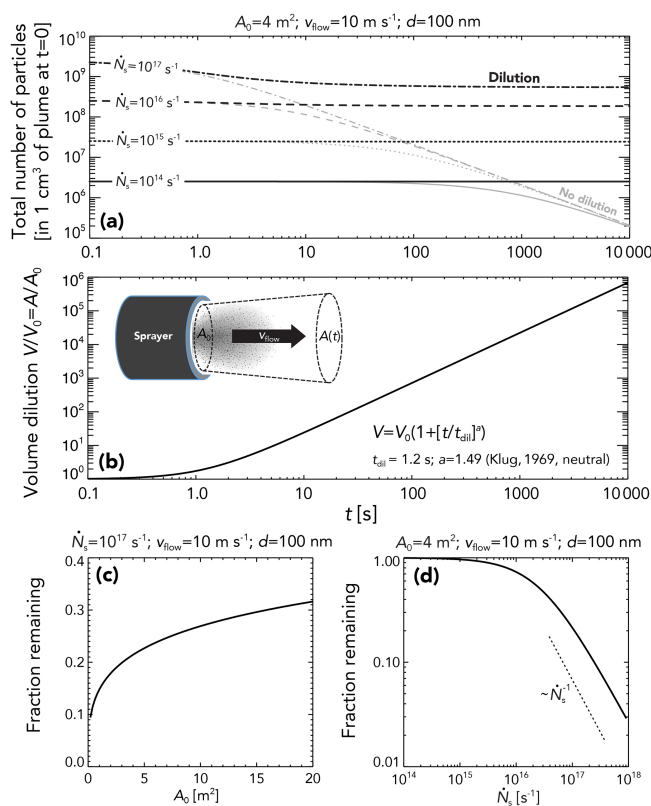 A₀=4 m²; v_flow=10 m s⁻¹; d=100 nm
Total number of particles
[in 1 cm³ of plume at t=0]
10¹⁰
10⁹
10⁸
10⁷
10⁶
10⁵
Ṅₛ=10¹⁷ s⁻¹
Dilution
Ṅₛ=10¹⁶ s⁻¹
Ṅₛ=10¹⁵ s⁻¹
Ṅₛ=10¹⁴ s⁻¹
No dilution
(a)
0.1 1.0 10 100 1000 10000
Volume dilution V/V₀=A/A₀
10⁶
10⁵
10⁴
10³
10²
10¹
10⁰
Sprayer
A₀
v_flow
A(t)
V=V₀(1+[t/t_dil]ᵃ)
t_dil = 1.2 s; a=1.49 (Klug, 1969, neutral)
(b)
0.1 1.0 10 100 1000 10000
t [s]
Ṅₛ=10¹⁷ s⁻¹; v_flow=10 m s⁻¹; d=100 nm
(c)
Fraction remaining
0.4
0.3
0.2
0.1
0.0
0 5 10 15 20
A₀ [m²]
A₀=4 m²; v_flow=10 m s⁻¹; d=100 nm
(d)
Fraction remaining
1.00
0.10
0.01
~Ṅₛ⁻¹
10¹⁴ 10¹⁵ 10¹⁶ 10¹⁷ 10¹⁸
Ṅₛ [s⁻¹]